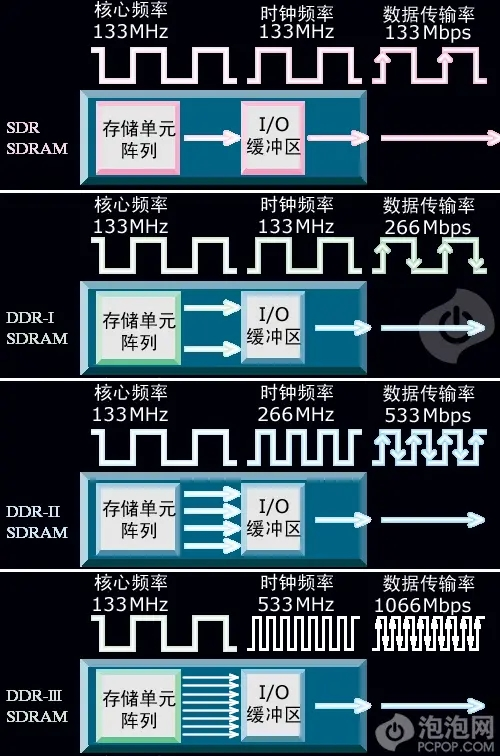 核心频率 时钟频率 数据传输率
133MHz 133MHz 133Mbps
SDR
SDRAM
存储单元
阵列
I/O
缓冲区
核心频率 时钟频率 数据传输率
133MHz 133MHz 266Mbps
DDR-I
SDRAM
存储单元
阵列
I/O
缓冲区
核心频率 时钟频率 数据传输率
133MHz 266MHz 533Mbps
DDR-II
SDRAM
存储单元
阵列
I/O
缓冲区
核心频率 时钟频率 数据传输率
133MHz 533MHz 1066Mbps
DDR-III
SDRAM
存储单元
阵列
I/O
缓冲区
泡泡网
PCPOP.COM